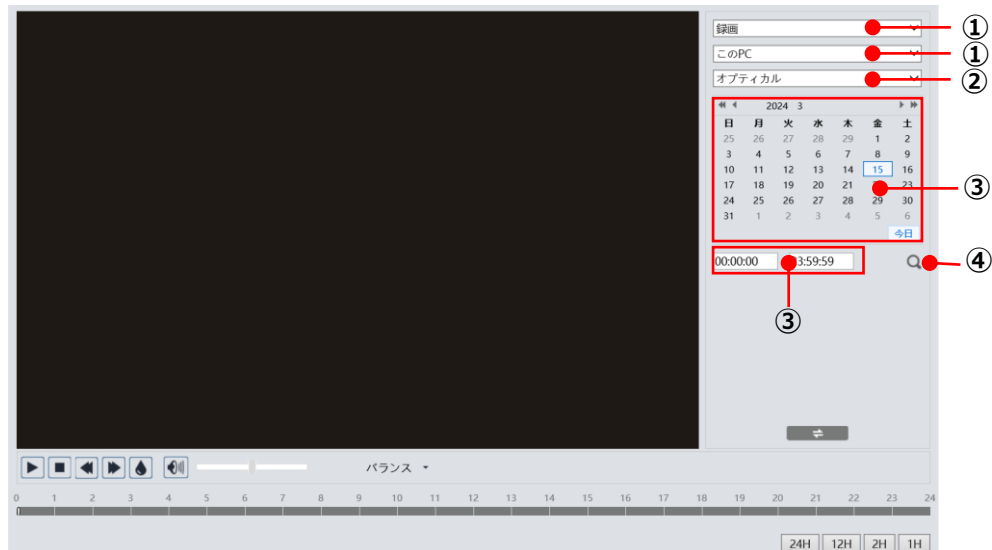 録画
①
このPC
①
オプティカル
②
2024 3
日 月 火 水 木 金 土
25 26 27 28 29 1 2
3 4 5 6 7 8 9
10 11 12 13 14 15 16
17 18 19 20 21 23
③
24 25 26 27 28 29 30
31 1 2 3 4 5 6
今日
00:00:00 3:59:59
④
③
バランス
0 1 2 3 4 5 6 7 8 9 10 11 12 13 14 15 16 17 18 19 20 21 22 23 24
24H 12H 2H 1H